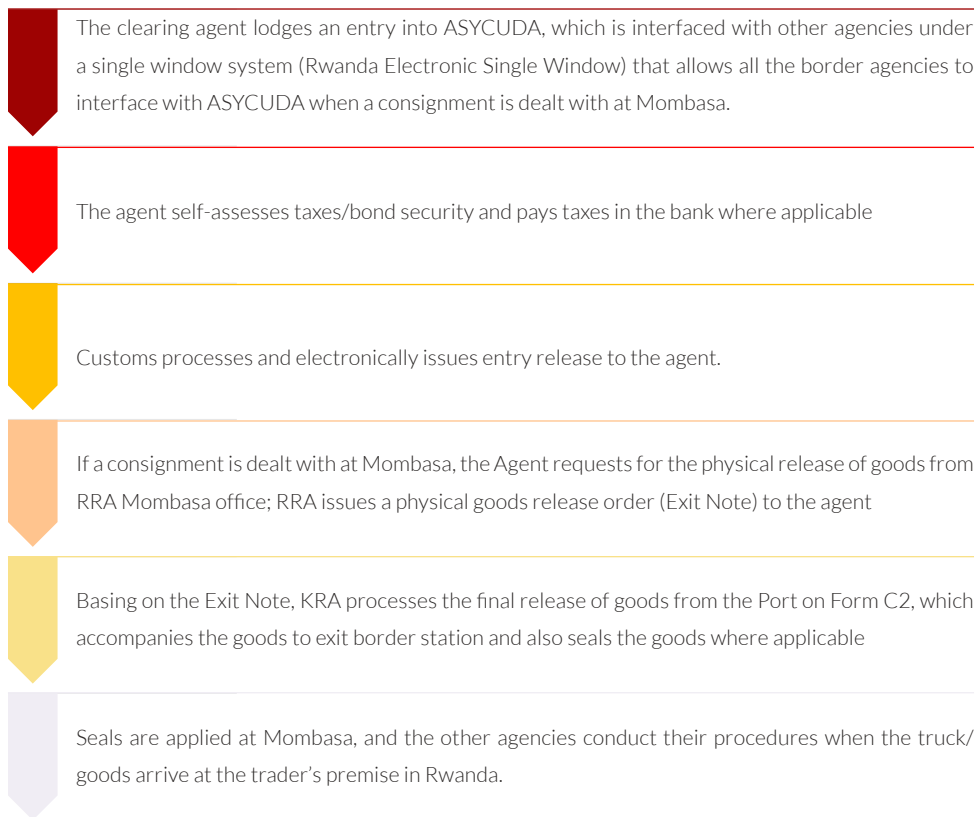 The clearing agent lodges an entry into ASYCUDA, which is interfaced with other agencies under
a single window system (Rwanda Electronic Single Window) that allows all the border agencies to
interface with ASYCUDA when a consignment is dealt with at Mombasa.
The agent self-assesses taxes/bond security and pays taxes in the bank where applicable
Customs processes and electronically issues entry release to the agent.
If a consignment is dealt with at Mombasa, the Agent requests for the physical release of goods from
RRA Mombasa office; RRA issues a physical goods release order (Exit Note) to the agent
Basing on the Exit Note, KRA processes the final release of goods from the Port on Form C2, which
accompanies the goods to exit border station and also seals the goods where applicable
Seals are applied at Mombasa, and the other agencies conduct their procedures when the truck/
goods arrive at the trader's premise in Rwanda.